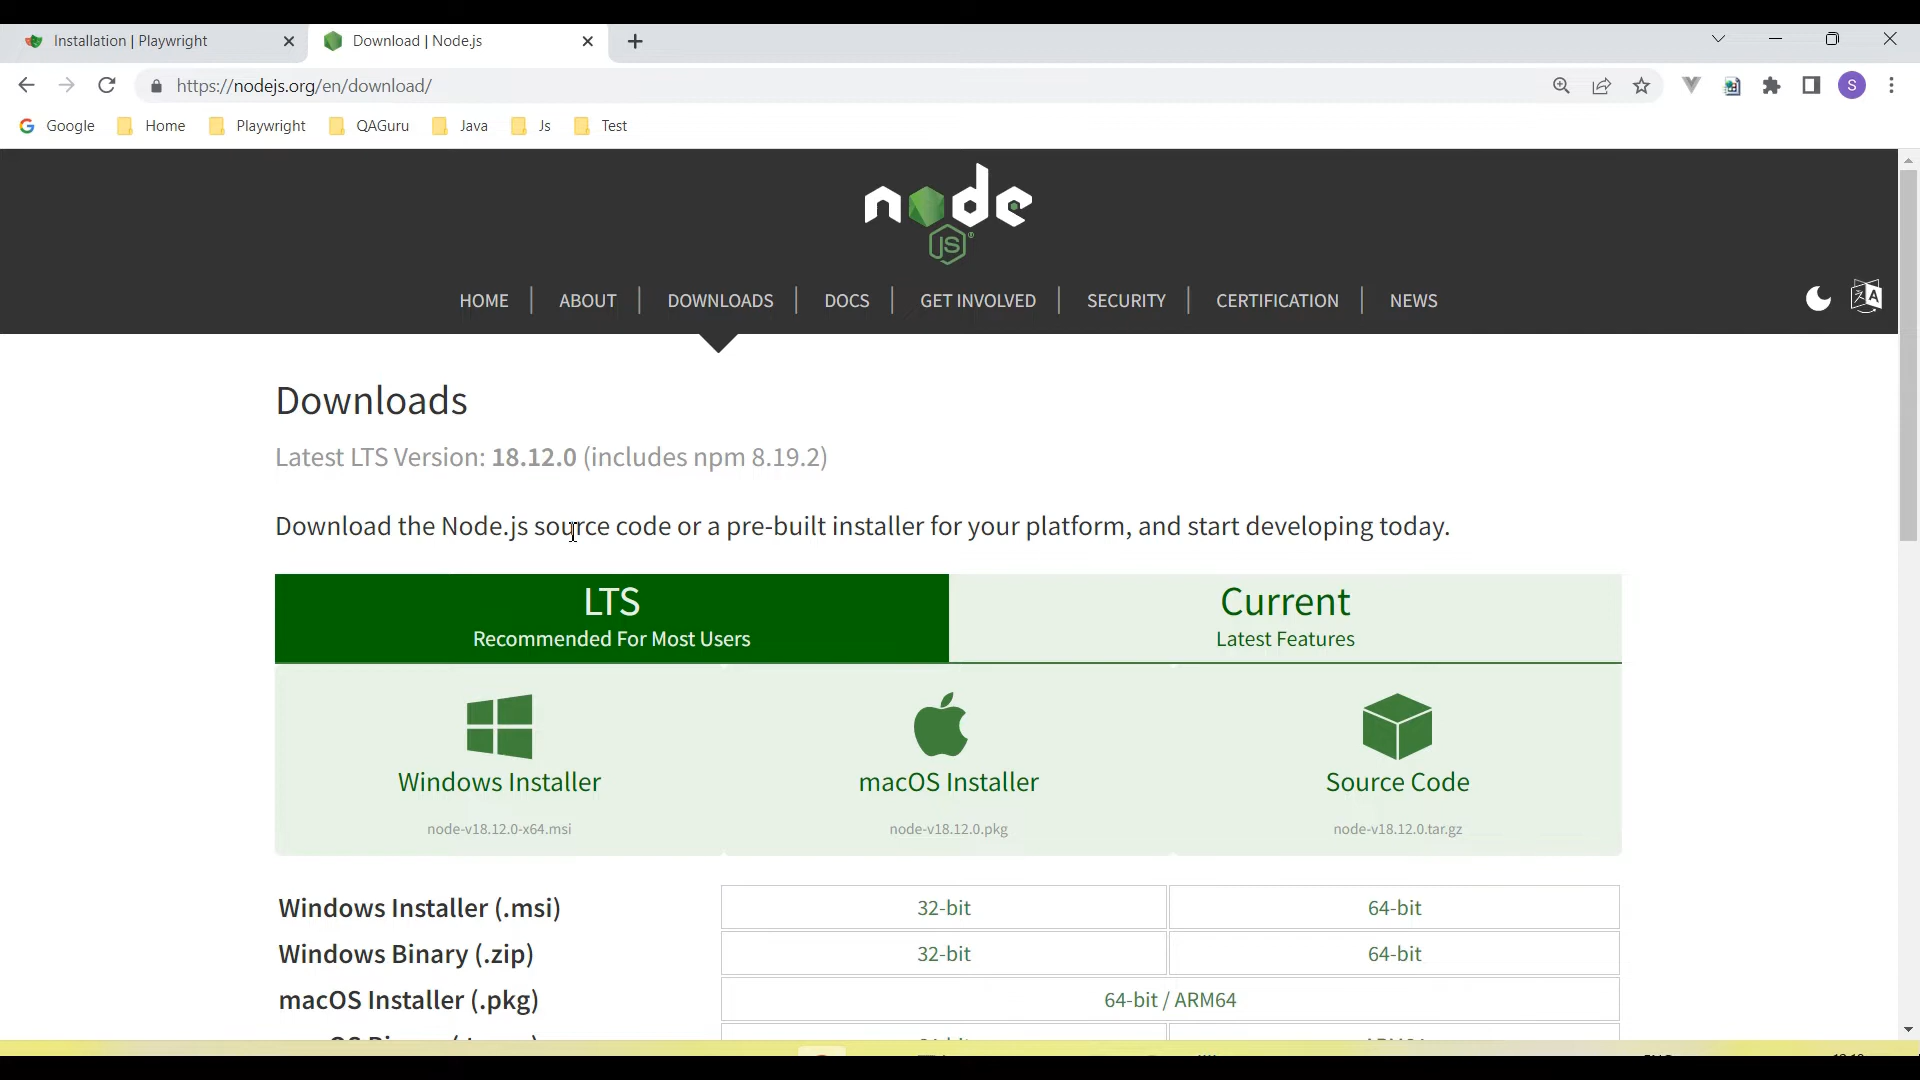 Installation | Playwright
Download | Node.js
https://nodejs.org/en/download/
S
Google Home Playwright QAGuru Java Js Test
node
JS
HOME ABOUT DOWNLOADS DOCS GET INVOLVED SECURITY CERTIFICATION NEWS
Downloads
Latest LTS Version: 18.12.0 (includes npm 8.19.2)
Download the Node.js source code or a pre-built installer for your platform, and start developing today.
LTS
Recommended For Most Users
Current
Latest Features
Windows Installer
node-v18.12.0-x64.msi
macOS Installer
node-v18.12.0.pkg
Source Code
node-v18.12.0.tar.gz
Windows Installer (.msi) 32-bit 64-bit
Windows Binary (.zip) 32-bit 64-bit
macOS Installer (.pkg) 64-bit / ARM64